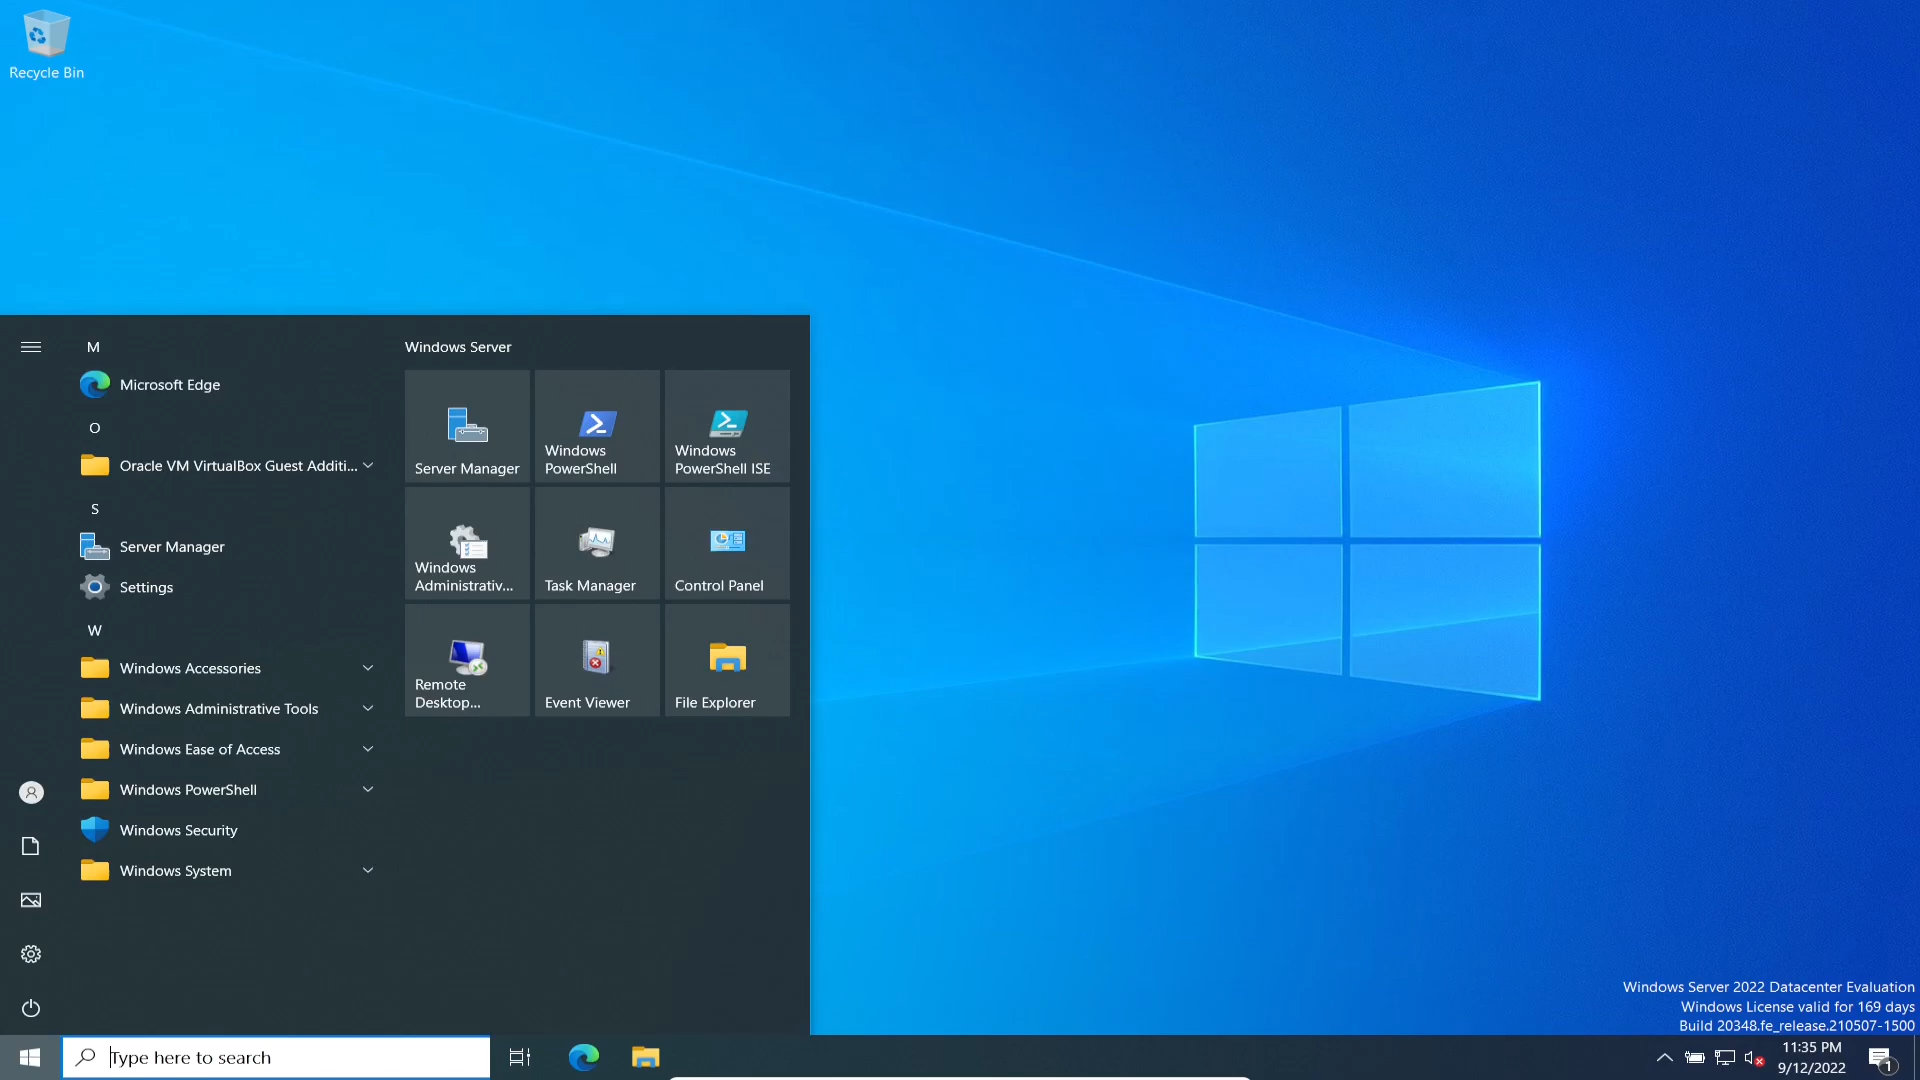 Recycle Bin
M
Microsoft Edge
O
Oracle VM VirtualBox Guest Additi...
S
Server Manager
Settings
W
Windows Accessories
Windows Administrative Tools
Windows Ease of Access
Windows PowerShell
Windows Security
Windows System
Windows Server
Server Manager
Windows
PowerShell
Windows
PowerShell ISE
Windows
Administrativ...
Task Manager
Control Panel
Remote
Desktop...
Event Viewer
File Explorer
Windows Server 2022 Datacenter Evaluation
Windows License valid for 169 days
Build 20348.fe_release.210507-1500
Type here to search
11:35 PM
9/12/2022
1